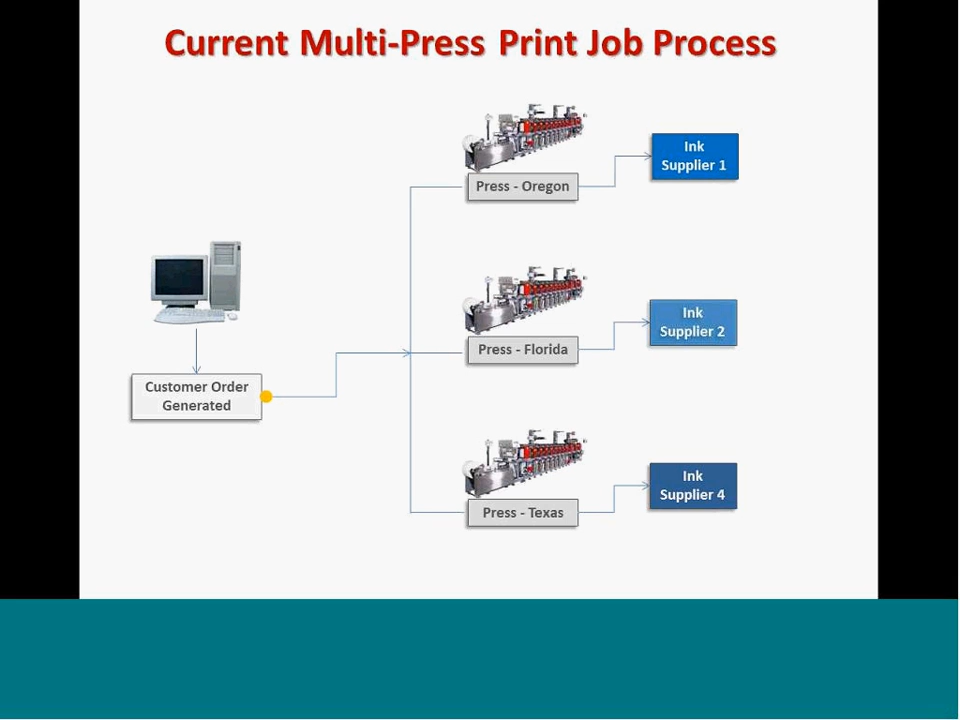 Current Multi-Press Print Job Process
Ink
Supplier 1
Press - Oregon
Ink
Supplier 2
Press - Florida
Customer Order
Generated
Ink
Supplier 4
Press - Texas